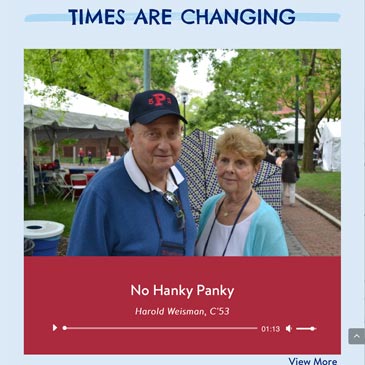 TIMES ARE CHANGING
No Hanky Panky
Harold Weisman, C'53
01:13
View More